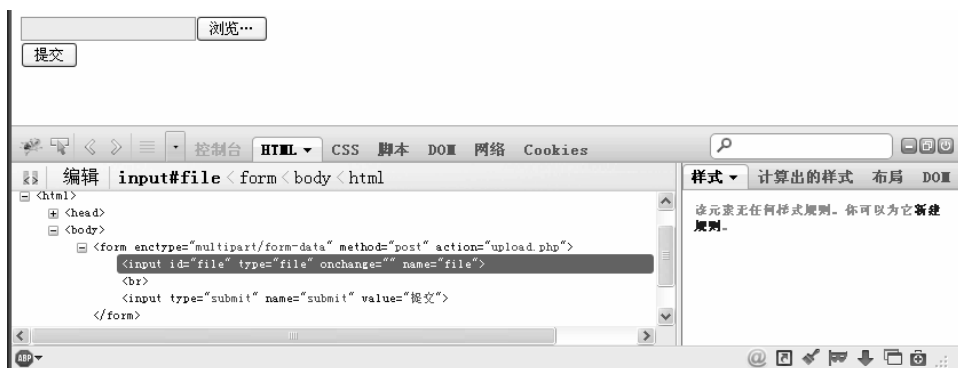 浏览…
提交
控制台 HTML CSS 脚本 DOM 网络 Cookies
编辑 input#file < form < body < html
样式 计算出的样式 布局 DOM
<html>
<head>
<body>
<form enctype="multipart/form-data" method="post" action="upload.php">
<input id="file" type="file" onchange="" name="file">
<br>
<input type="submit" name="submit" value="提交">
</form>
该元素无任何样式规则。你可以为它新建
规则。
ABP